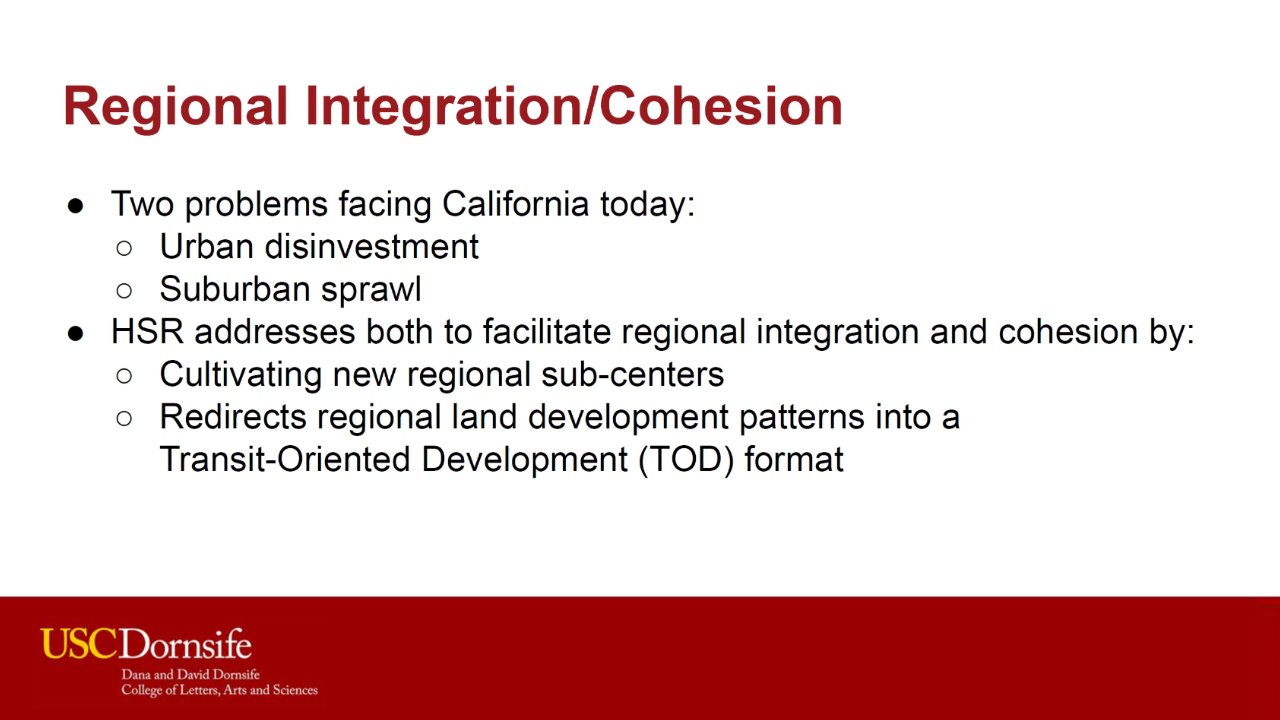 Regional Integration/Cohesion
● Two problems facing California today:
○ Urban disinvestment
○ Suburban sprawl
● HSR addresses both to facilitate regional integration and cohesion by:
○ Cultivating new regional sub-centers
○ Redirects regional land development patterns into a
Transit-Oriented Development (TOD) format
USCDornsife
Dana and David Dornsife
College of Letters, Arts and Sciences